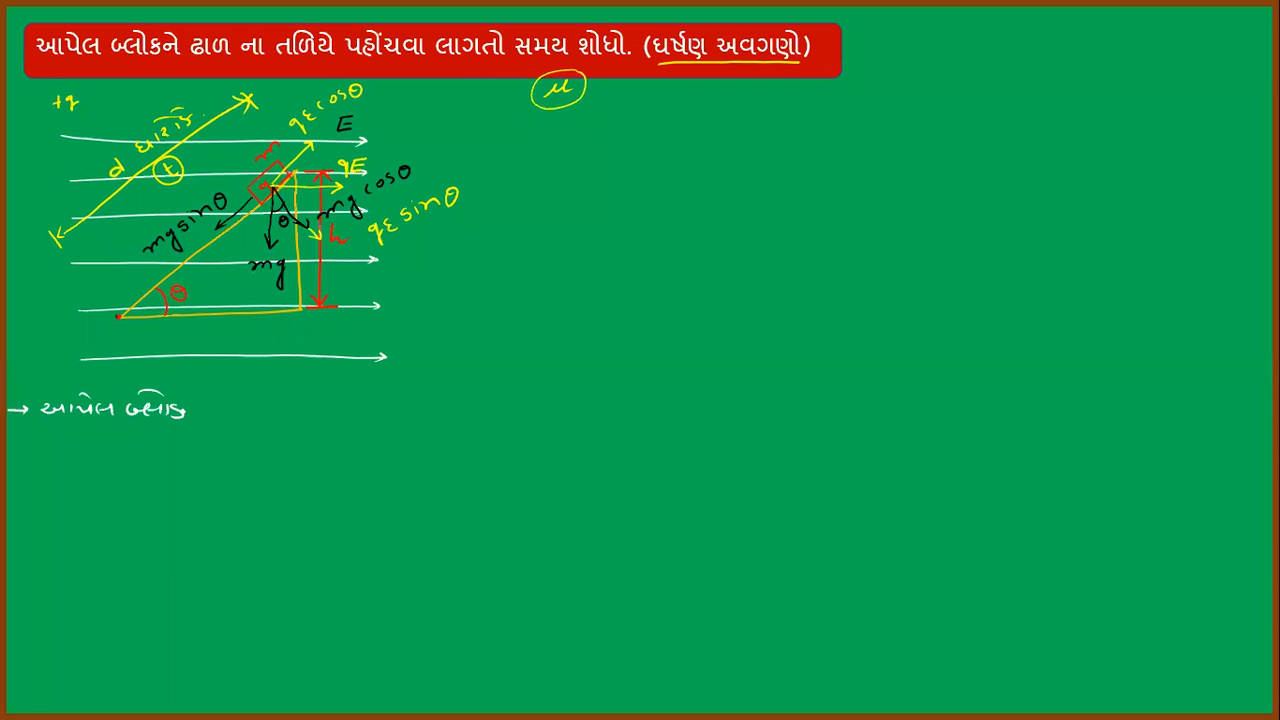 આપેલ બ્લોકને ઢાળ ના તળિયે પહોંચવા લાગતો સમય શોધો. (ઘર્ષણ અવગણો)
μ
+q
d ધારોકે
t
qE cosθ
E
m
qE
mg cosθ
mg sinθ
θ
qE sinθ
h
mg
θ
→ આપેલ બ્લોક